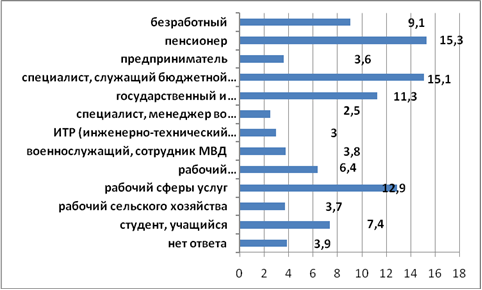 безработный 9,1
пенсионер 15,3
предприниматель 3,6
специалист, служащий бюджетной... 15,1
государственный и... 11,3
специалист, менеджер во... 2,5
ИТР (инженерно-технический... 3
военнослужащий, сотрудник МВД 3,8
рабочий... 6,4
рабочий сферы услуг 12,9
рабочий сельского хозяйства 3,7
студент, учащийся 7,4
нет ответа 3,9
0 2 4 6 8 10 12 14 16 18